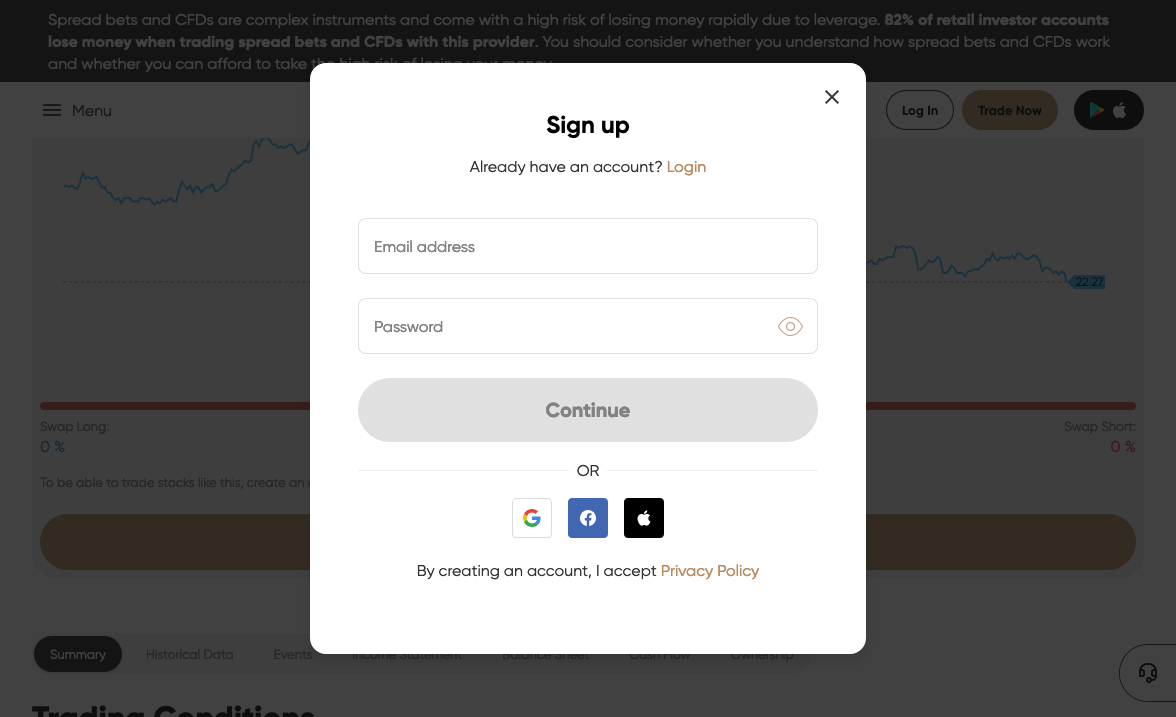 Spread bets and CFDs are complex instruments and come with a high risk of losing money rapidly due to leverage. 82% of retail investor accounts
lose money when trading spread bets and CFDs with this provider. You should consider whether you understand how spread bets and CFDs work
and whether you can afford to take the high risk of losing your money.
Menu
Log In
Trade Now
Sign up
Already have an account? Login
Email address
22.27
Password
Continue
Swap Long:
Swap Short:
0 %
0 %
OR
To be able to trade stocks like this, create an
By creating an account, I accept Privacy Policy
Summary
Historical Data
Events
Income Statement
Balance Sheet
Cash Flow
Ownership
Trading Conditions